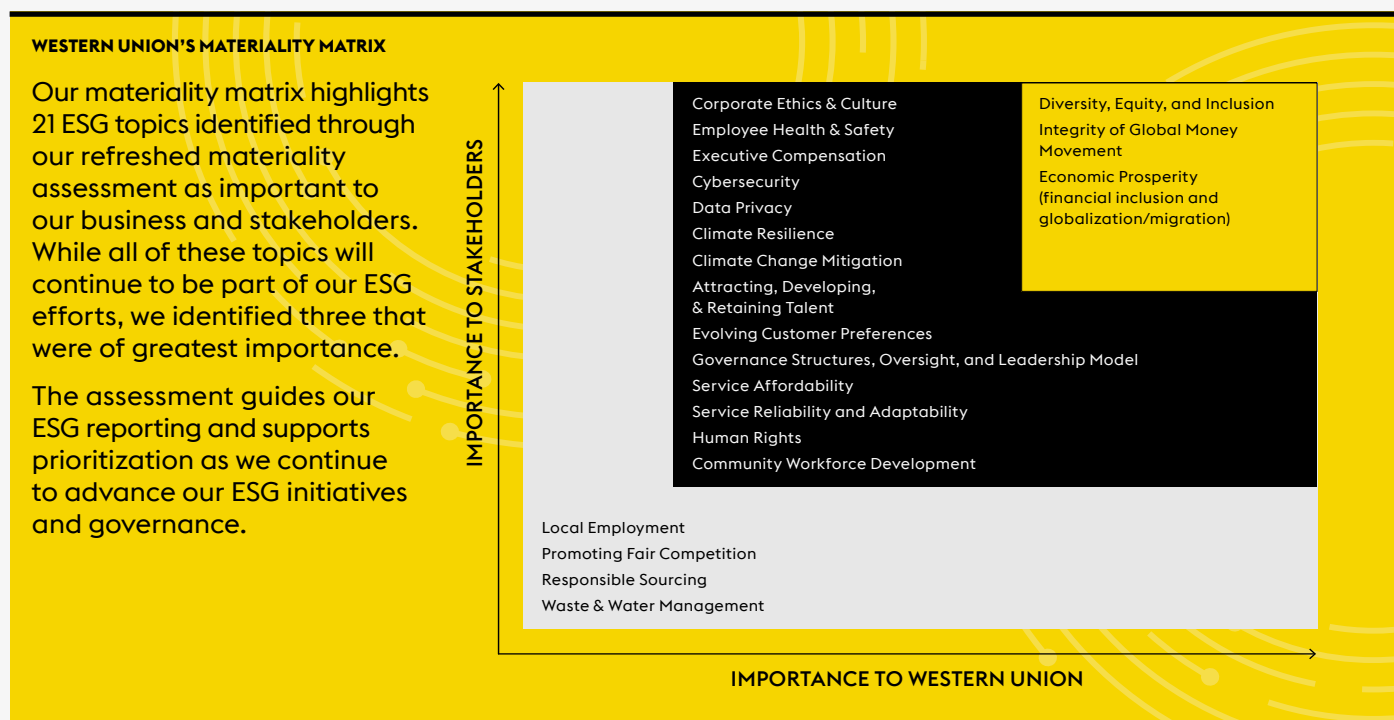 WESTERN UNION'S MATERIALITY MATRIX
Our materiality matrix highlights
21 ESG topics identified through
our refreshed materiality
assessment as important to
our business and stakeholders.
While all of these topics will
continue to be part of our ESG
efforts, we identified three that
were of greatest importance.
The assessment guides our
ESG reporting and supports
prioritization as we continue
to advance our ESG initiatives
and governance.
IMPORTANCE TO STAKEHOLDERS
Corporate Ethics & Culture
Employee Health & Safety
Executive Compensation
Cybersecurity
Data Privacy
Climate Resilience
Climate Change Mitigation
Attracting, Developing,
& Retaining Talent
Evolving Customer Preferences
Governance Structures, Oversight, and Leadership Model
Service Affordability
Service Reliability and Adaptability
Human Rights
Community Workforce Development
Diversity, Equity, and Inclusion
Integrity of Global Money
Movement
Economic Prosperity
(financial inclusion and
globalization/migration)
Local Employment
Promoting Fair Competition
Responsible Sourcing
Waste & Water Management
IMPORTANCE TO WESTERN UNION